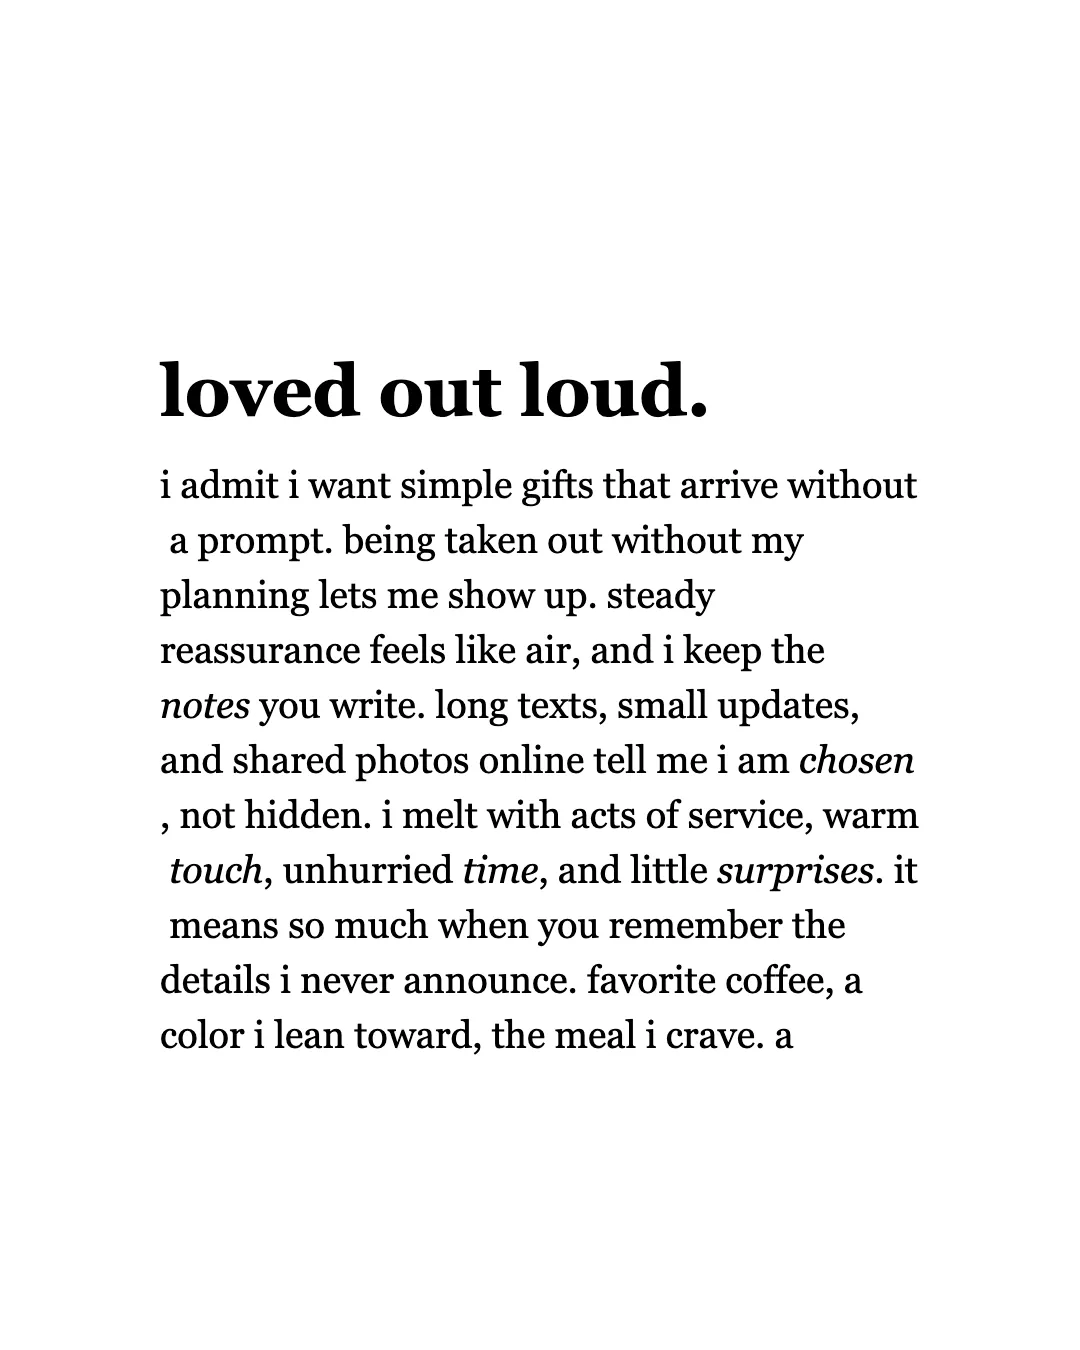 loved out loud.
i admit i want simple gifts that arrive without
a prompt. being taken out without my
planning lets me show up. steady
reassurance feels like air, and i keep the
notes you write. long texts, small updates,
and shared photos online tell me i am chosen
, not hidden. i melt with acts of service, warm
touch, unhurried time, and little surprises. it
means so much when you remember the
details i never announce. favorite coffee, a
color i lean toward, the meal i crave. a